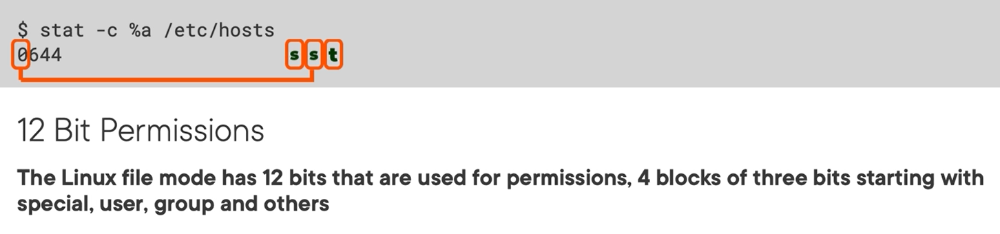 $ stat -c %a /etc/hosts
0644 s s t
12 Bit Permissions
The Linux file mode has 12 bits that are used for permissions, 4 blocks of three bits starting with
special, user, group and others